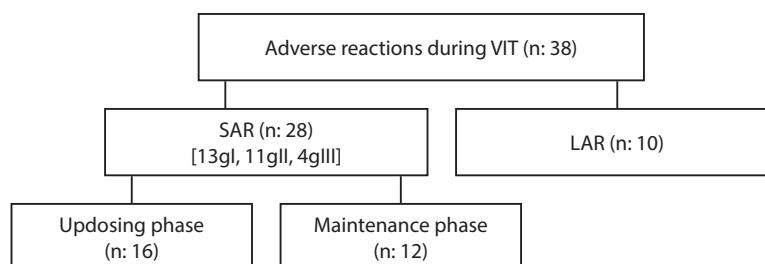 Adverse reactions during VIT (n: 38)
SAR (n: 28)
[13gI, 11gII, 4gIII]
LAR (n: 10)
Updosing phase
(n: 16)
Maintenance phase
(n: 12)